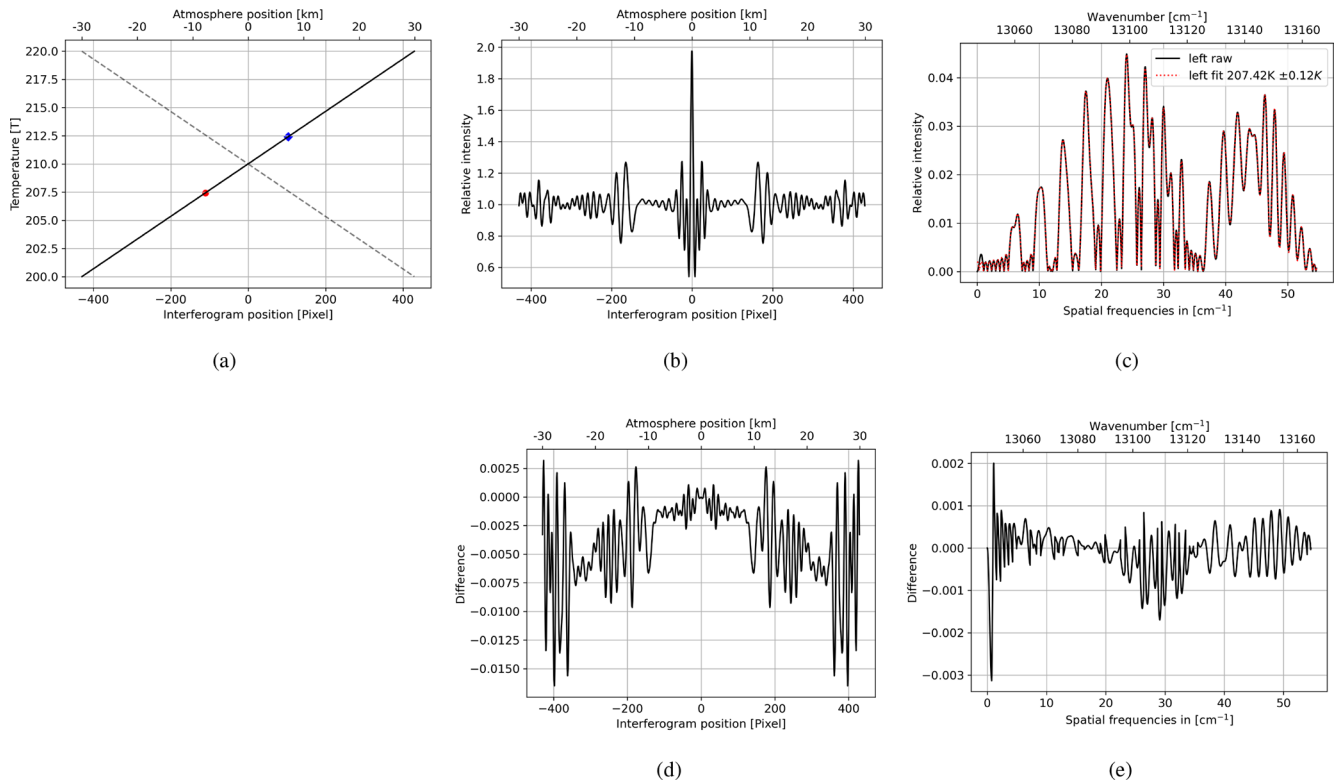 Atmosphere position [km]
-30 -20 -10 0 10 20 30
220.0
217.5
215.0
212.5
210.0
207.5
205.0
202.5
200.0
Temperature [T]
−400 −200 0 200 400
Interferogram position [Pixel]
(a)
Atmosphere position [km]
-30 -20 -10 0 10 20 30
2.0
1.8
1.6
1.4
1.2
1.0
0.8
0.6
Relative intensity
−400 −200 0 200 400
Interferogram position [Pixel]
(b)
Wavenumber [cm⁻¹]
13060 13080 13100 13120 13140 13160
left raw
left fit 207.42K ±0.12K
0.04
0.03
0.02
0.01
0.00
Relative intensity
0 10 20 30 40 50
Spatial frequencies in [cm⁻¹]
(c)
Atmosphere position [km]
-30 -20 -10 0 10 20 30
0.0025
0.0000
−0.0025
−0.0050
−0.0075
−0.0100
−0.0125
−0.0150
Difference
−400 −200 0 200 400
Interferogram position [Pixel]
(d)
Wavenumber [cm⁻¹]
13060 13080 13100 13120 13140 13160
0.002
0.001
0.000
−0.001
−0.002
−0.003
Difference
0 10 20 30 40 50
Spatial frequencies in [cm⁻¹]
(e)